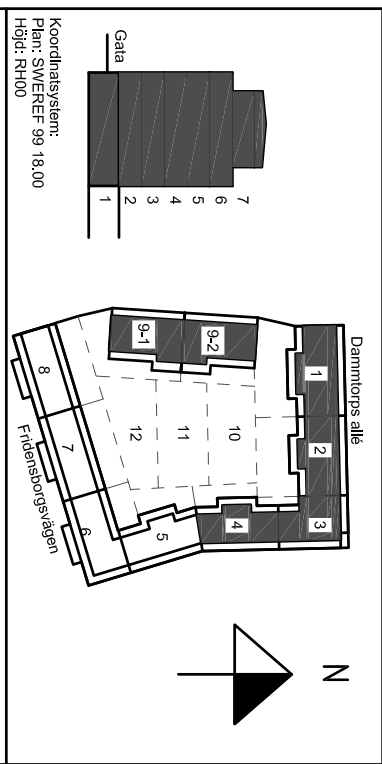 Gata
7
6
5
4
3
2
1
Koordinatsystem:
Plan: SWEREF 99 18.00
Höjd: RH00
Dammtorps allé
1
2
3
9-1
9-2
10
11
12
4
5
8
7
6
Fridensborgsvägen
N